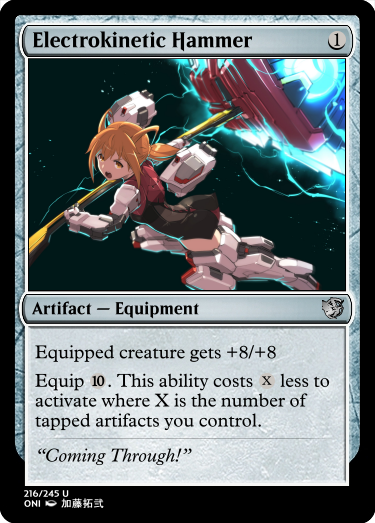 Electrokinetic Hammer 1
Artifact — Equipment
Equipped creature gets +8/+8
Equip 10. This ability costs X less to
activate where X is the number of
tapped artifacts you control.
“Coming Through!”
216/245 U
ONI 加藤拓弐